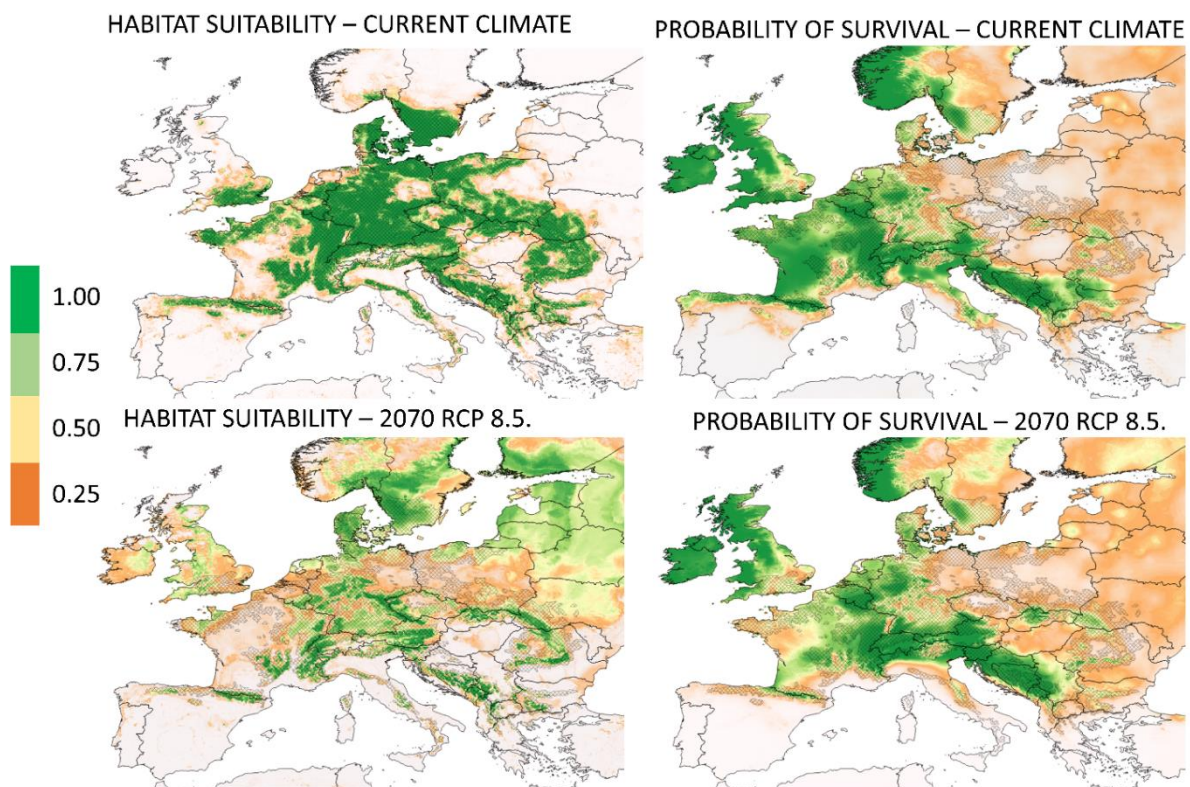 HABITAT SUITABILITY – CURRENT CLIMATE
PROBABILITY OF SURVIVAL – CURRENT CLIMATE
1.00
0.75
0.50
0.25
HABITAT SUITABILITY – 2070 RCP 8.5.
PROBABILITY OF SURVIVAL – 2070 RCP 8.5.